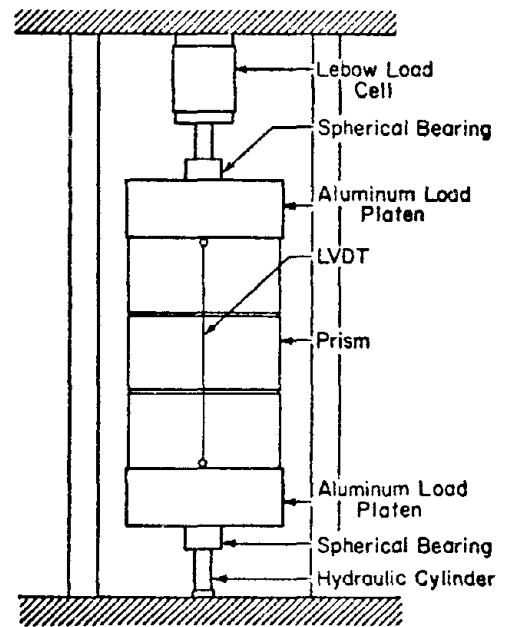 Lebow Load
Cell
Spherical Bearing
Aluminum Load
Platen
LVDT
Prism
Aluminum Load
Platen
Spherical Bearing
Hydraulic Cylinder